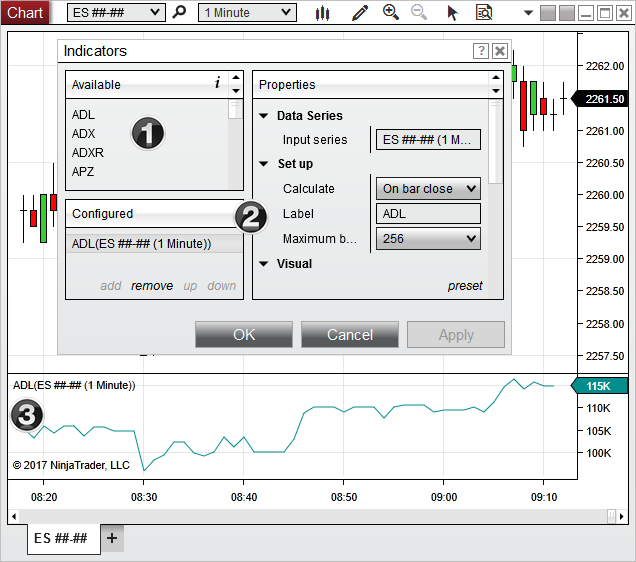 Chart ES ##-## 1 Minute
Indicators ?
Available i
ADL
ADX
ADXR
APZ
1
Configured
ADL(ES ##-## (1 Minute))
add remove up down
2
Properties
Data Series
Input series ES ##-## (1 M...
Set up
Calculate On bar close
Label ADL
Maximum b... 256
Visual
preset
OK Cancel Apply
2262.00
2261.50
2261.00
2260.50
2260.00
2259.50
2259.00
2258.50
2258.00
2257.50
ADL(ES ##-## (1 Minute))
3
115K
110K
105K
100K
© 2017 NinjaTrader, LLC
08:20 08:30 08:40 08:50 09:00 09:10
ES ##-## +